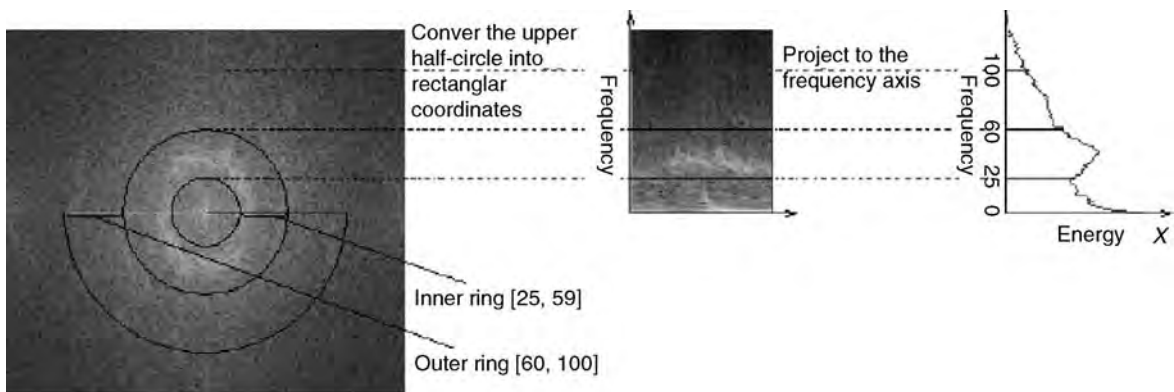 Conver the upper
half-circle into
rectanglar
coordinates
Inner ring [25, 59]
Outer ring [60, 100]
Frequency
Project to the
frequency axis
Frequency
100
60
25
0
Energy
X